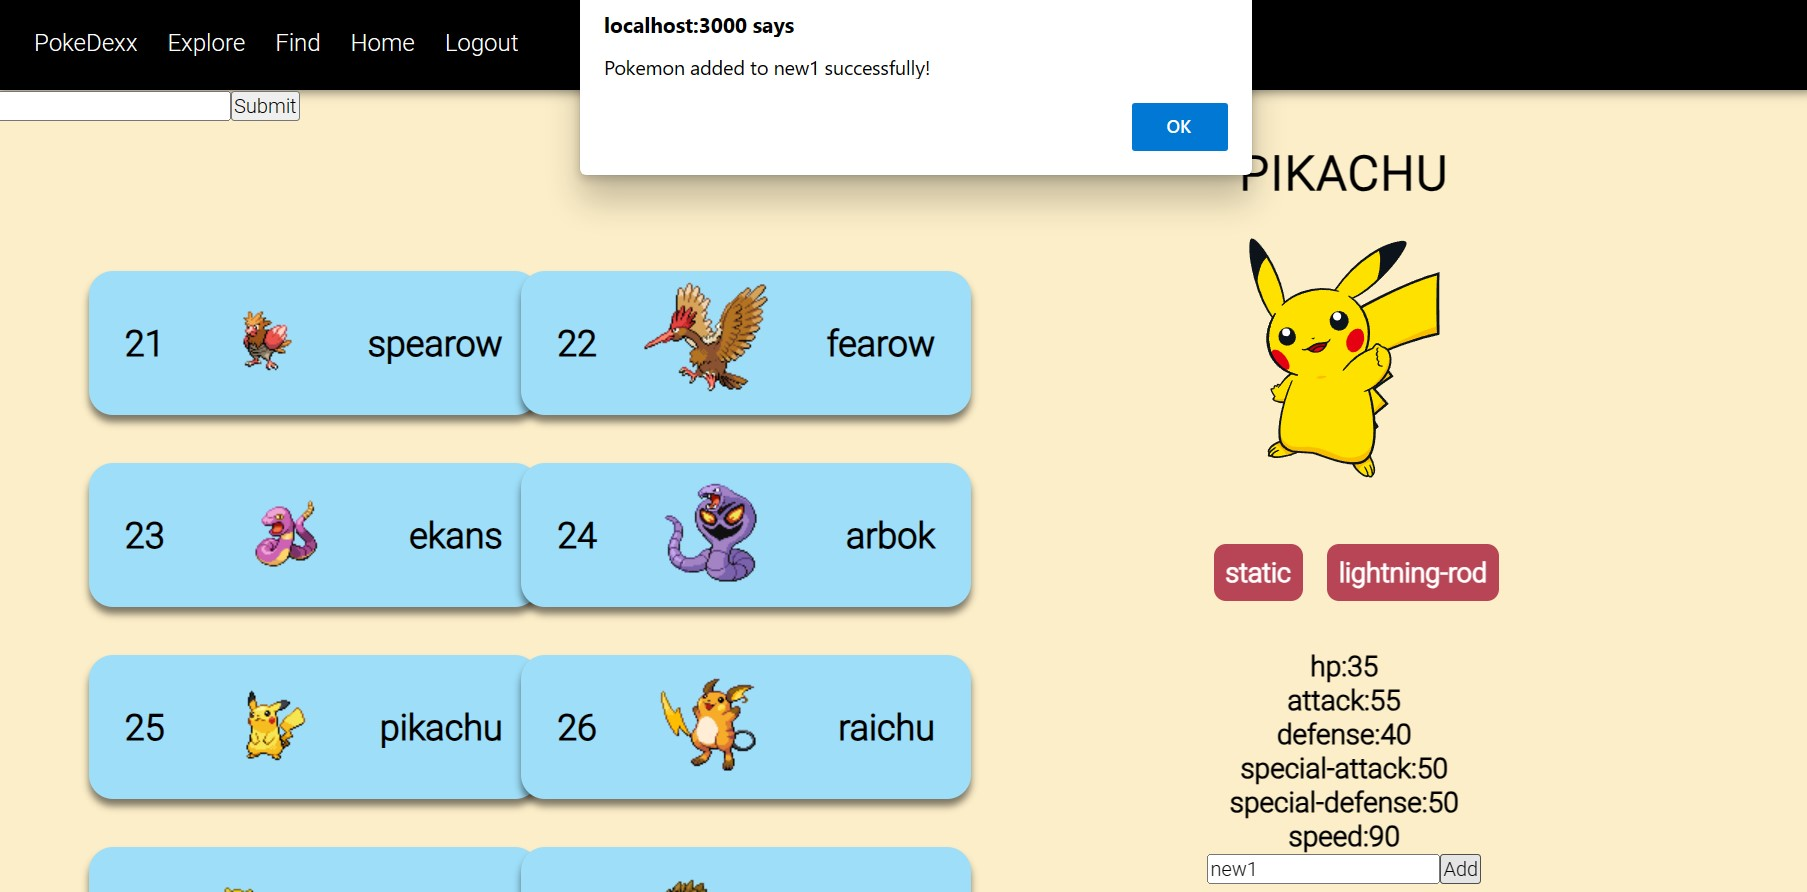 PokeDexx Explore Find Home Logout
localhost:3000 says
Pokemon added to new1 successfully!
OK
Submit
PIKACHU
21 spearow
22 fearow
23 ekans
24 arbok
25 pikachu
26 raichu
static lightning-rod
hp:35
attack:55
defense:40
special-attack:50
special-defense:50
speed:90
new1 Add